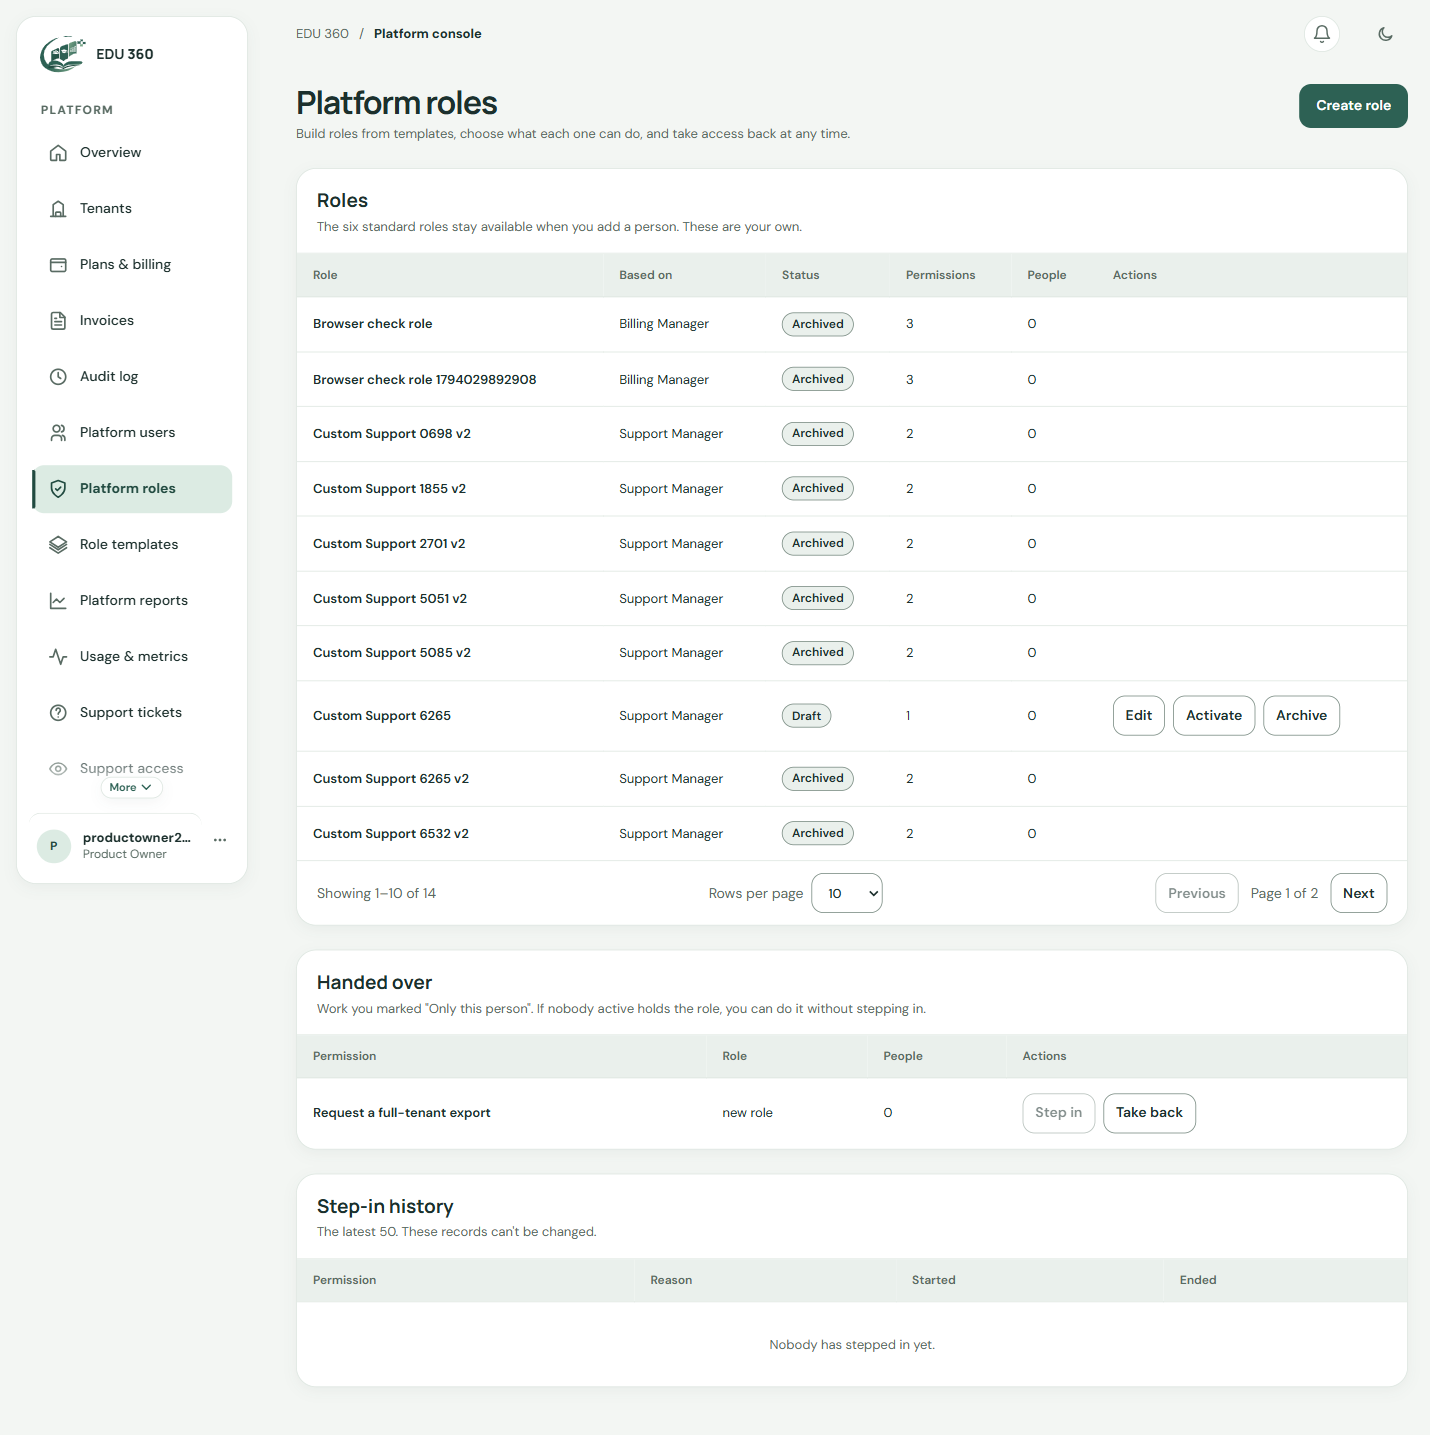 EDU 360
PLATFORM
Overview
Tenants
Plans & billing
Invoices
Audit log
Platform users
Platform roles
Role templates
Platform reports
Usage & metrics
Support tickets
Support access
More
P
productowner2...
Product Owner
EDU 360 / Platform console
Platform roles
Build roles from templates, choose what each one can do, and take access back at any time.
Create role
Roles
The six standard roles stay available when you add a person. These are your own.
Role Based on Status Permissions People Actions
Browser check role Billing Manager Archived 3 0
Browser check role 1794029892908 Billing Manager Archived 3 0
Custom Support 0698 v2 Support Manager Archived 2 0
Custom Support 1855 v2 Support Manager Archived 2 0
Custom Support 2701 v2 Support Manager Archived 2 0
Custom Support 5051 v2 Support Manager Archived 2 0
Custom Support 5085 v2 Support Manager Archived 2 0
Custom Support 6265 Support Manager Draft 1 0 Edit Activate Archive
Custom Support 6265 v2 Support Manager Archived 2 0
Custom Support 6532 v2 Support Manager Archived 2 0
Showing 1–10 of 14 Rows per page 10 Previous Page 1 of 2 Next
Handed over
Work you marked "Only this person". If nobody active holds the role, you can do it without stepping in.
Permission Role People Actions
Request a full-tenant export new role 0 Step in Take back
Step-in history
The latest 50. These records can't be changed.
Permission Reason Started Ended
Nobody has stepped in yet.